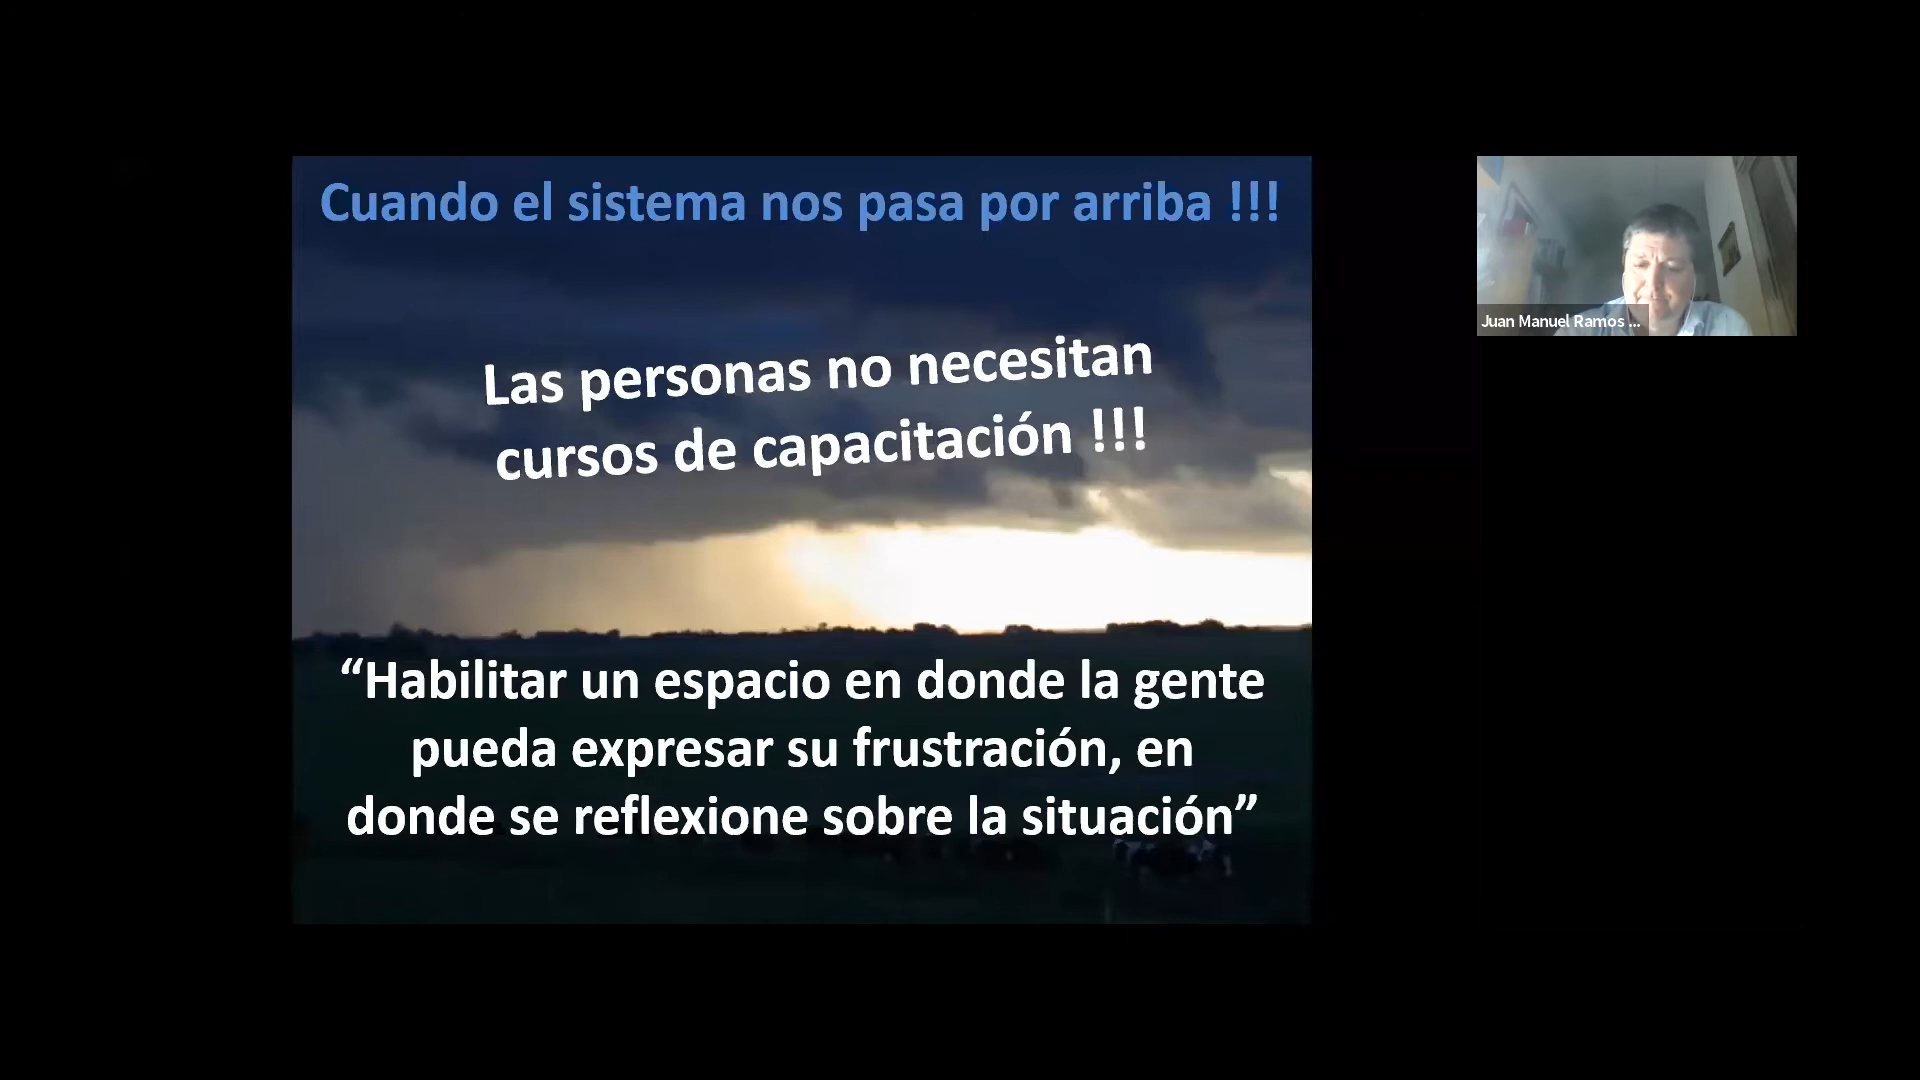 Cuando el sistema nos pasa por arriba !!!
Las personas no necesitan
cursos de capacitación !!!
“Habilitar un espacio en donde la gente
pueda expresar su frustración, en
donde se reflexione sobre la situación”
Juan Manuel Ramos ...